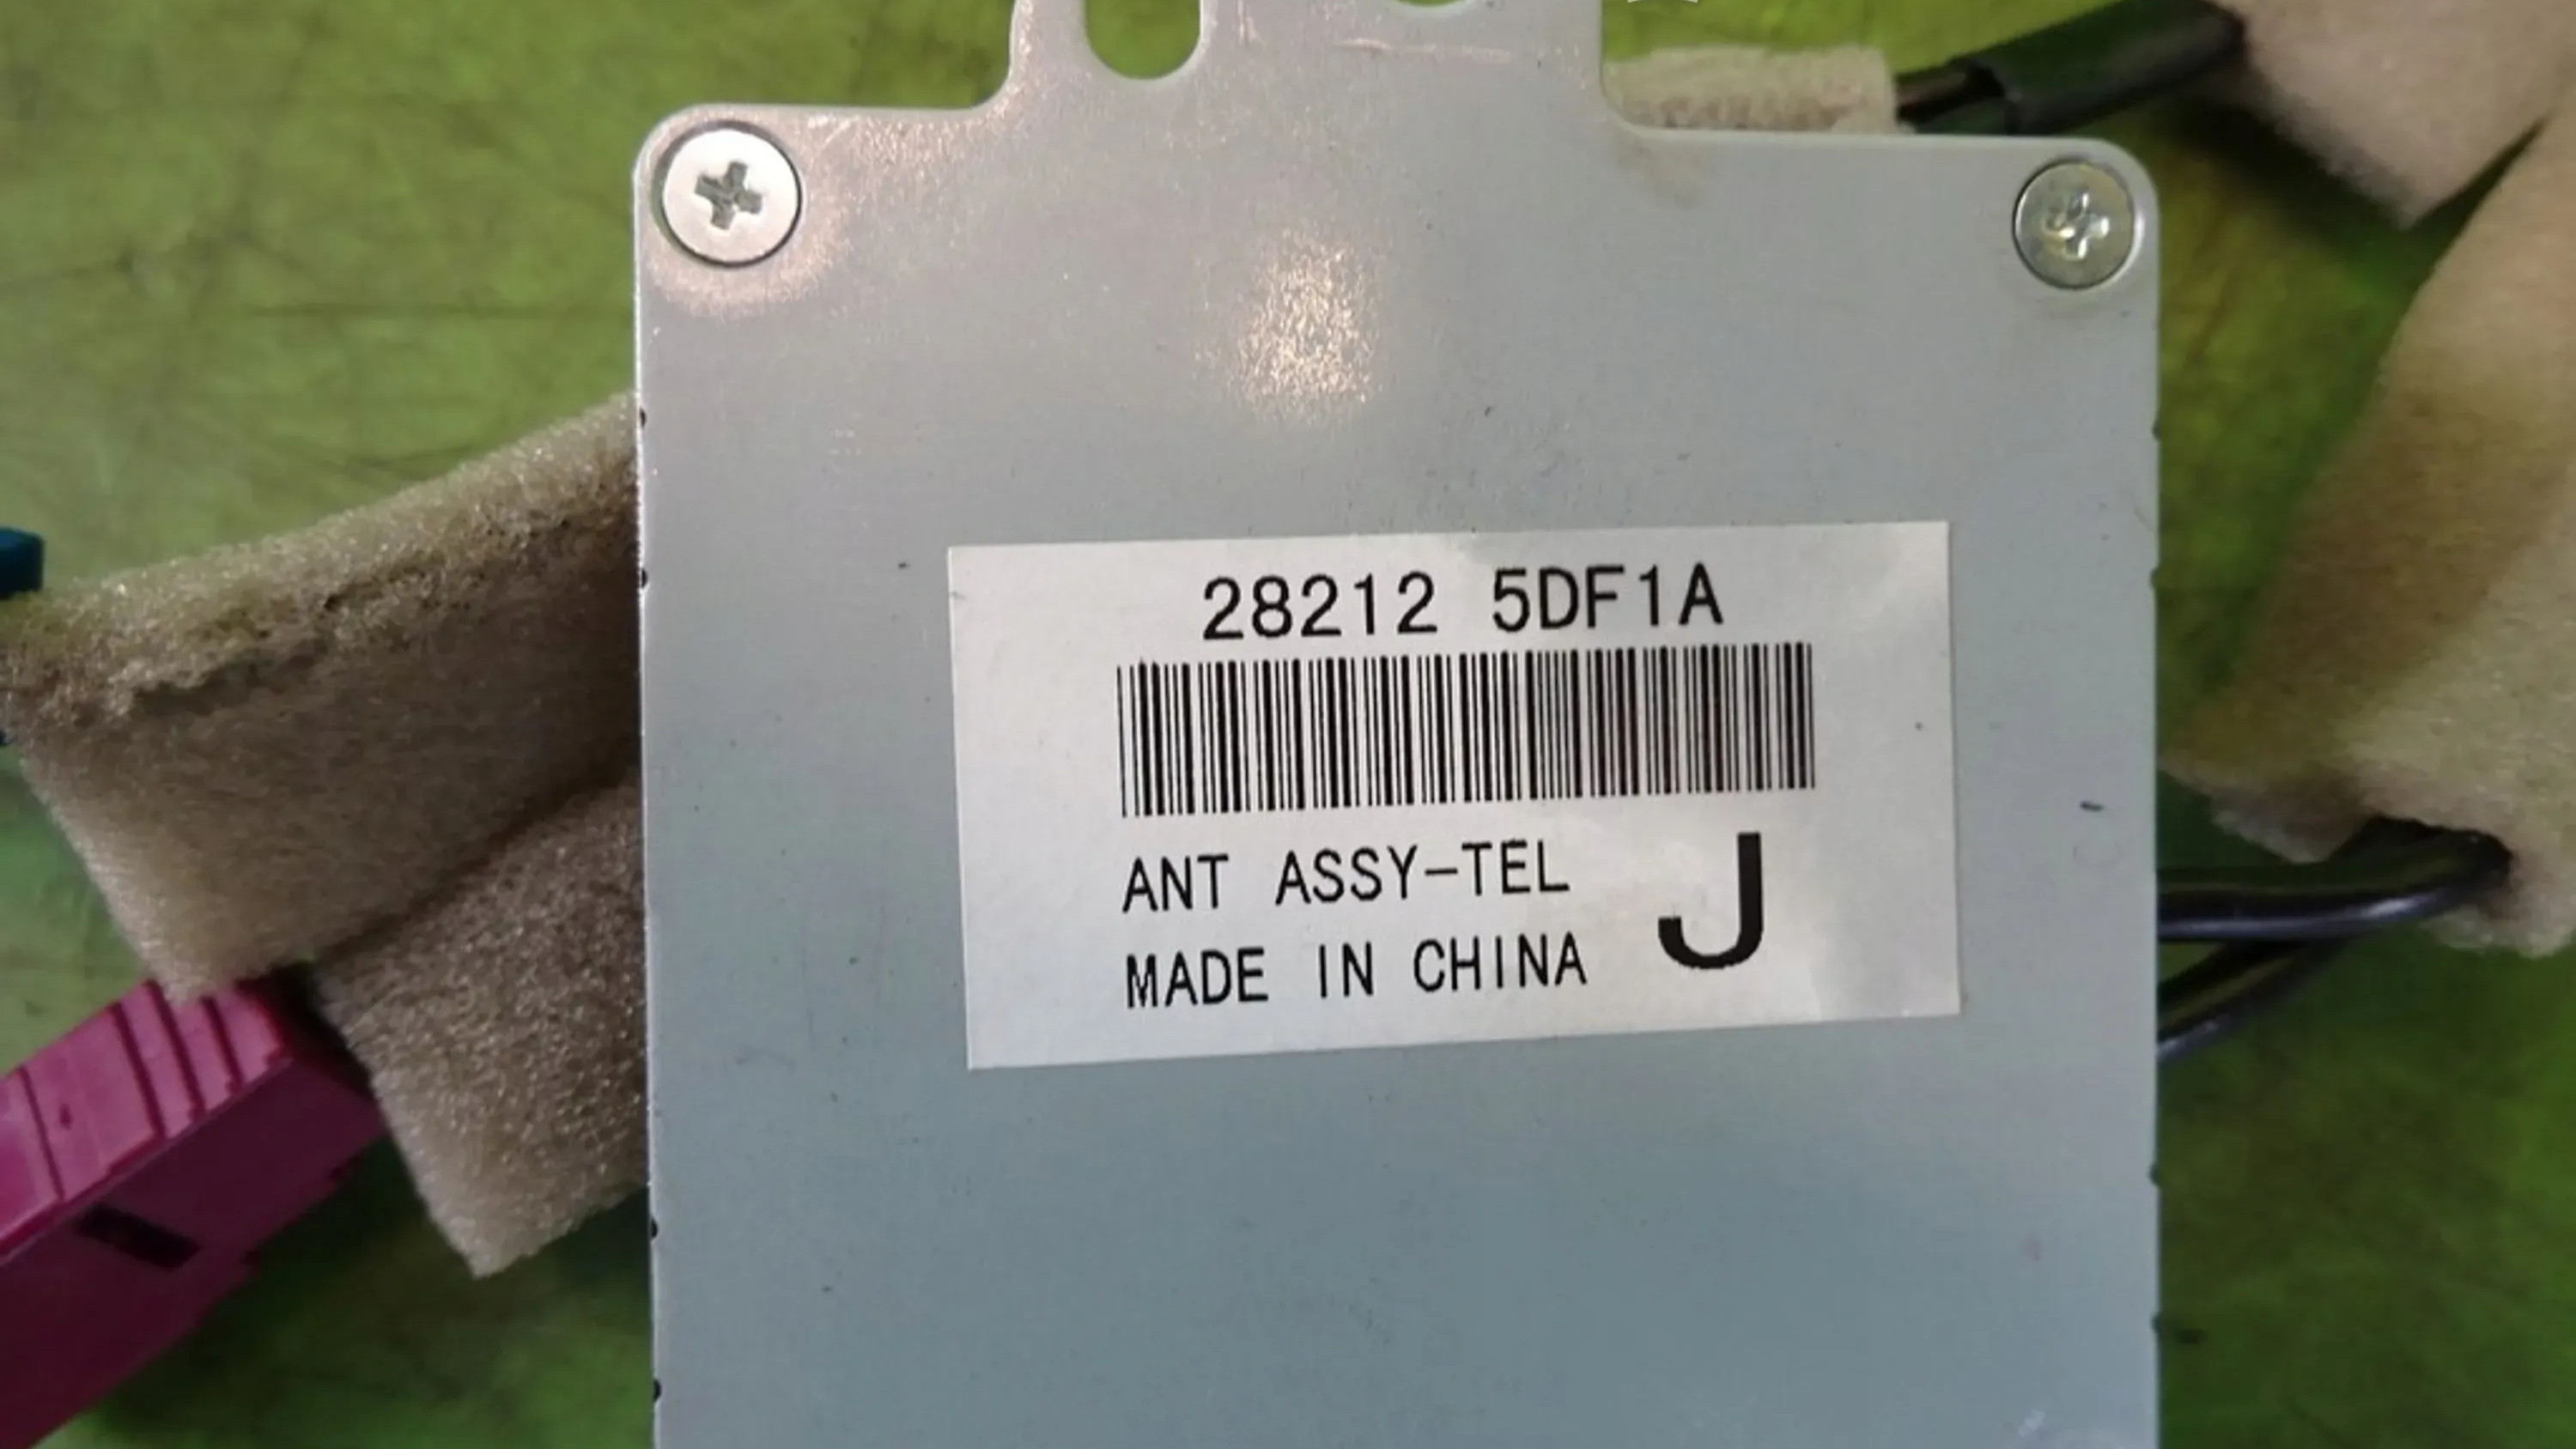 28212 5DF1A
ANT ASSY-TEL
MADE IN CHINA
J